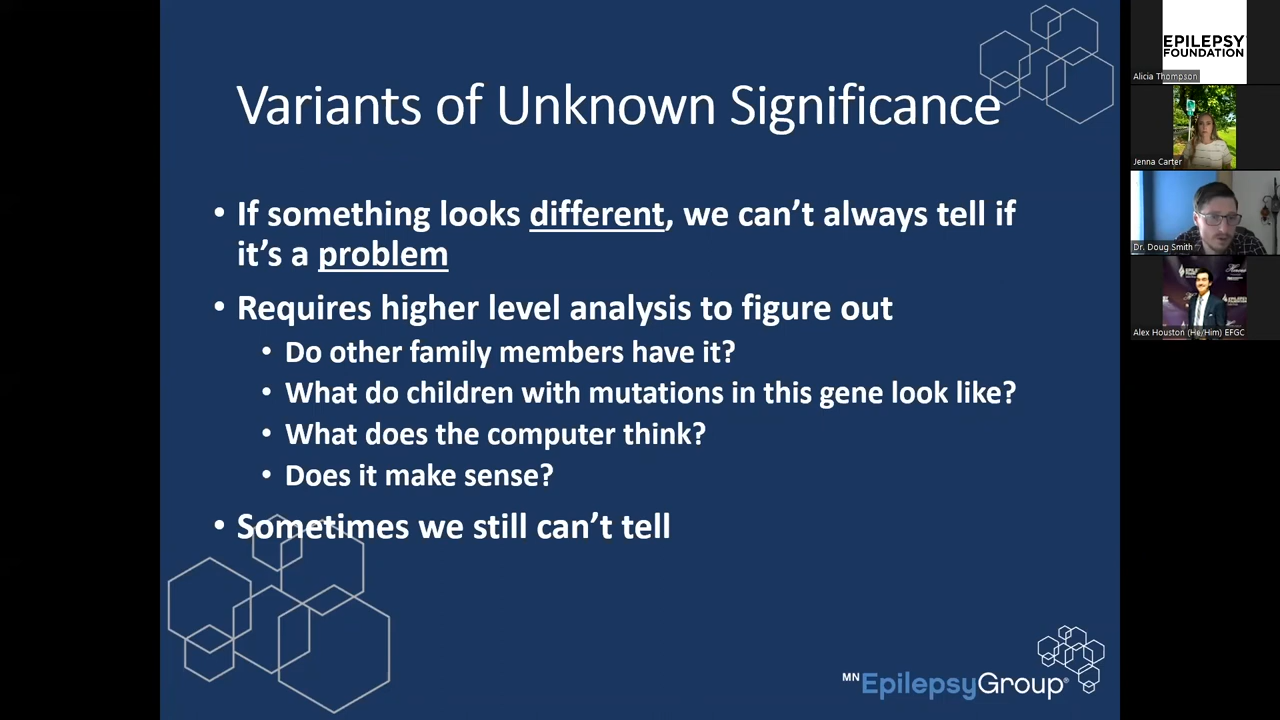 Variants of Unknown Significance
• If something looks different, we can't always tell if
it's a problem
• Requires higher level analysis to figure out
• Do other family members have it?
• What do children with mutations in this gene look like?
• What does the computer think?
• Does it make sense?
• Sometimes we still can't tell
MN EpilepsyGroup®
EPILEPSY
FOUNDATION
Alicia Thompson
Jenna Carter
Dr. Doug Smith
Alex Houston (He/Him) EFGC